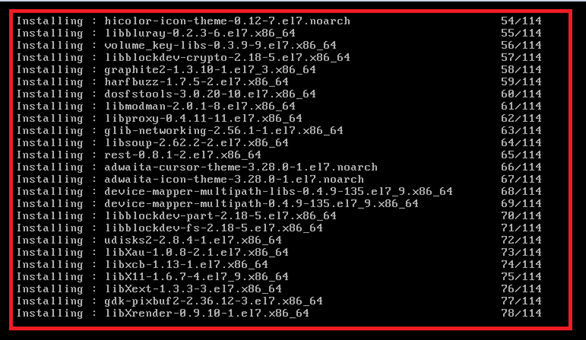 Installing : hicolor-icon-theme-0.12-7.el7.noarch 54/114
Installing : libbluray-0.2.3-6.el7.x86_64 55/114
Installing : volume_key-libs-0.3.9-9.el7.x86_64 56/114
Installing : libblockdev-crypto-2.18-5.el7.x86_64 57/114
Installing : graphite2-1.3.10-1.el7_3.x86_64 58/114
Installing : harfbuzz-1.7.5-2.el7.x86_64 59/114
Installing : dosfstools-3.0.20-10.el7.x86_64 60/114
Installing : libmodman-2.0.1-8.el7.x86_64 61/114
Installing : libproxy-0.4.11-11.el7.x86_64 62/114
Installing : glib-networking-2.56.1-1.el7.x86_64 63/114
Installing : libsoup-2.62.2-2.el7.x86_64 64/114
Installing : rest-0.8.1-2.el7.x86_64 65/114
Installing : adwaita-cursor-theme-3.28.0-1.el7.noarch 66/114
Installing : adwaita-icon-theme-3.28.0-1.el7.noarch 67/114
Installing : device-mapper-multipath-libs-0.4.9-135.el7_9.x86_64 68/114
Installing : device-mapper-multipath-0.4.9-135.el7_9.x86_64 69/114
Installing : libblockdev-part-2.18-5.el7.x86_64 70/114
Installing : libblockdev-fs-2.18-5.el7.x86_64 71/114
Installing : udisks2-2.8.4-1.el7.x86_64 72/114
Installing : libXau-1.0.8-2.1.el7.x86_64 73/114
Installing : libxcb-1.13-1.el7.x86_64 74/114
Installing : libX11-1.6.7-4.el7_9.x86_64 75/114
Installing : libXext-1.3.3-3.el7.x86_64 76/114
Installing : gdk-pixbuf2-2.36.12-3.el7.x86_64 77/114
Installing : libXrender-0.9.10-1.el7.x86_64 78/114